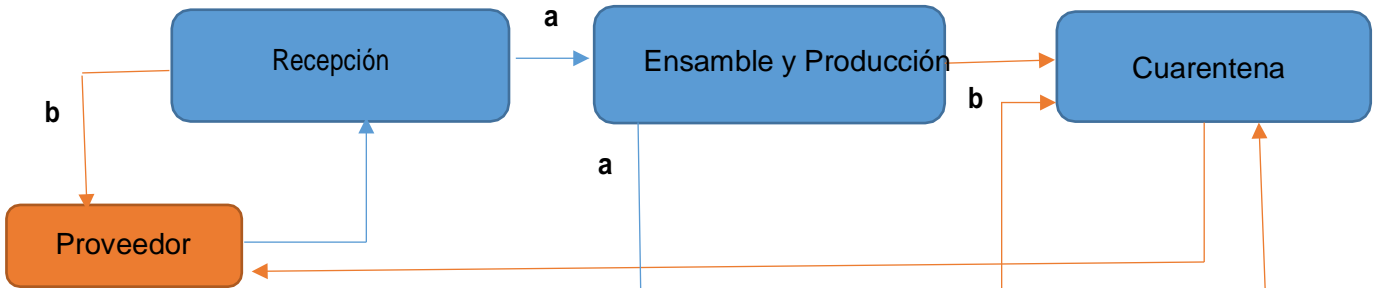 a
Recepción
Ensamble y Producción
Cuarentena
b
b
a
Proveedor